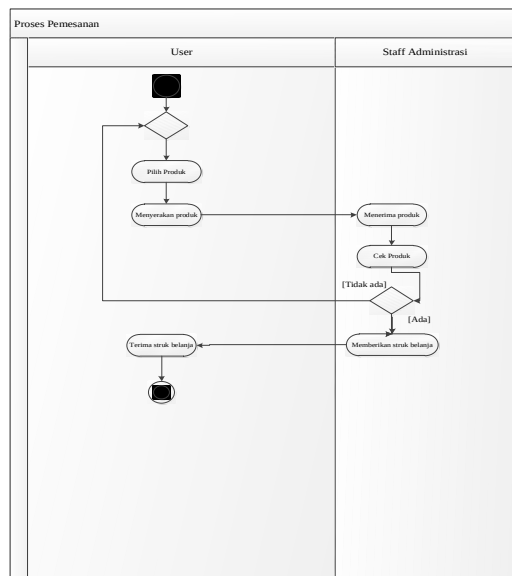 Proses Pemesanan
User
Staff Administrasi
Pilih Produk
Menyerakan produk
Menerima produk
Cek Produk
[Tidak ada]
[Ada]
Terima struk belanja
Memberikan struk belanja